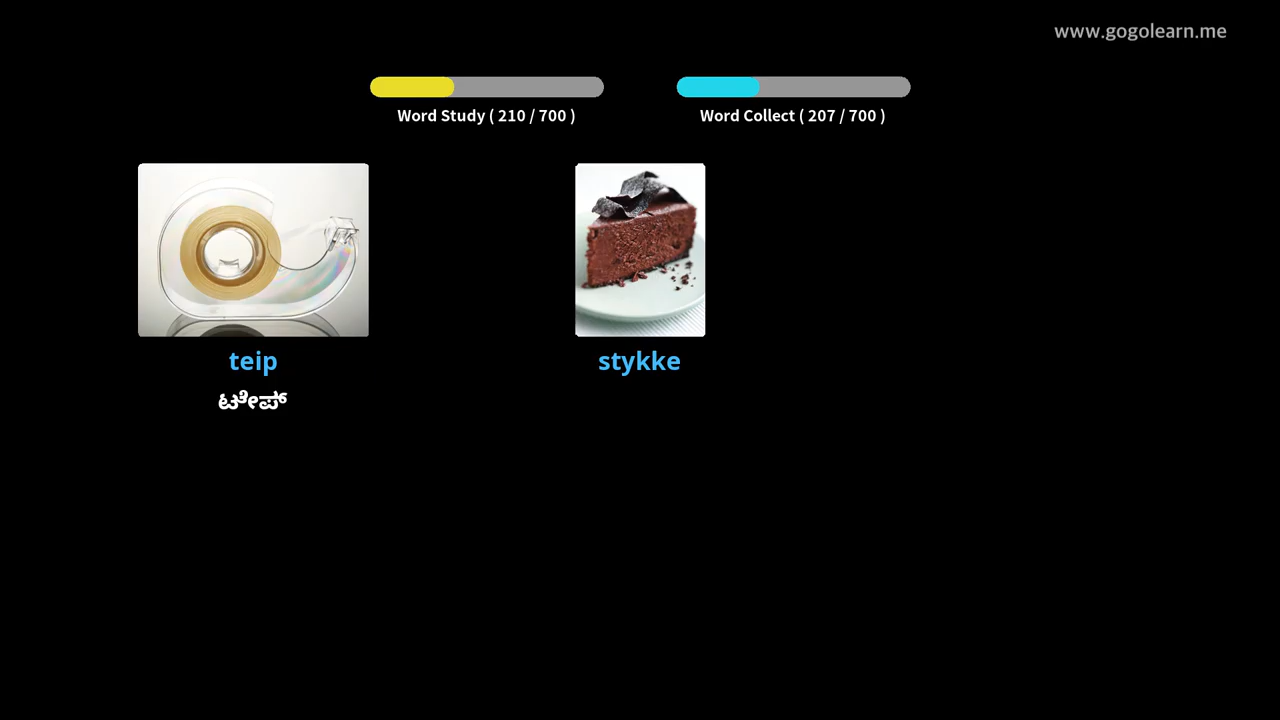 www.gogolearn.me
Word Study ( 210 / 700 )
Word Collect ( 207 / 700 )
teip
stykke
ಟೇಪ್